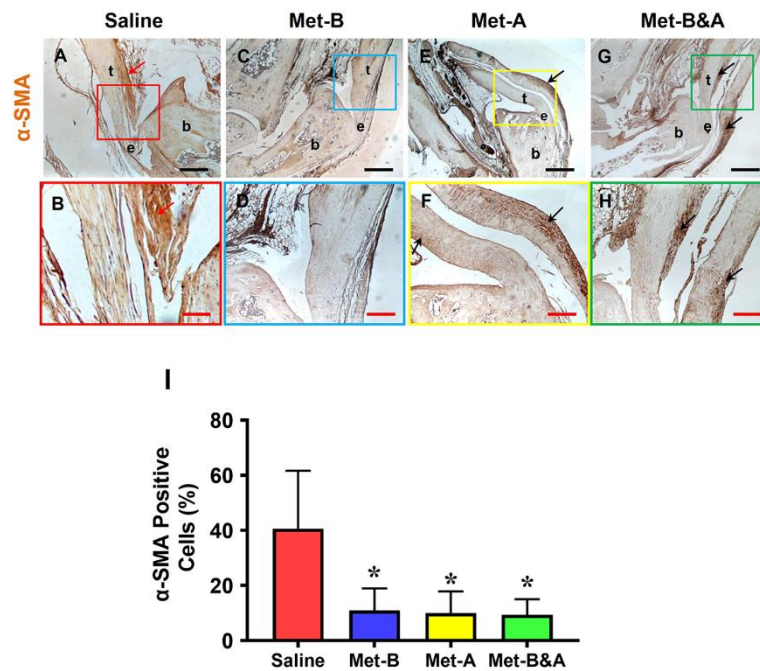 Saline Met-B Met-A Met-B&A
α-SMA
A t e b
C t b e
E t e b
G t b e
B D F H
I
α-SMA Positive
Cells (%)
80
60
40
20
0
* * *
Saline Met-B Met-A Met-B&A